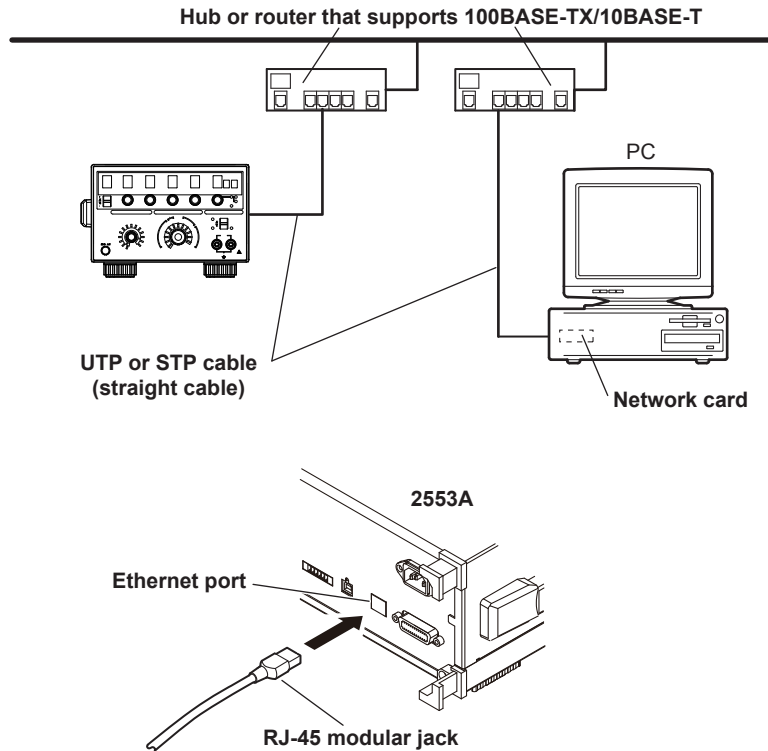 Hub or router that supports 100BASE-TX/10BASE-T
PC
UTP or STP cable
(straight cable)
Network card
2553A
Ethernet port
RJ-45 modular jack